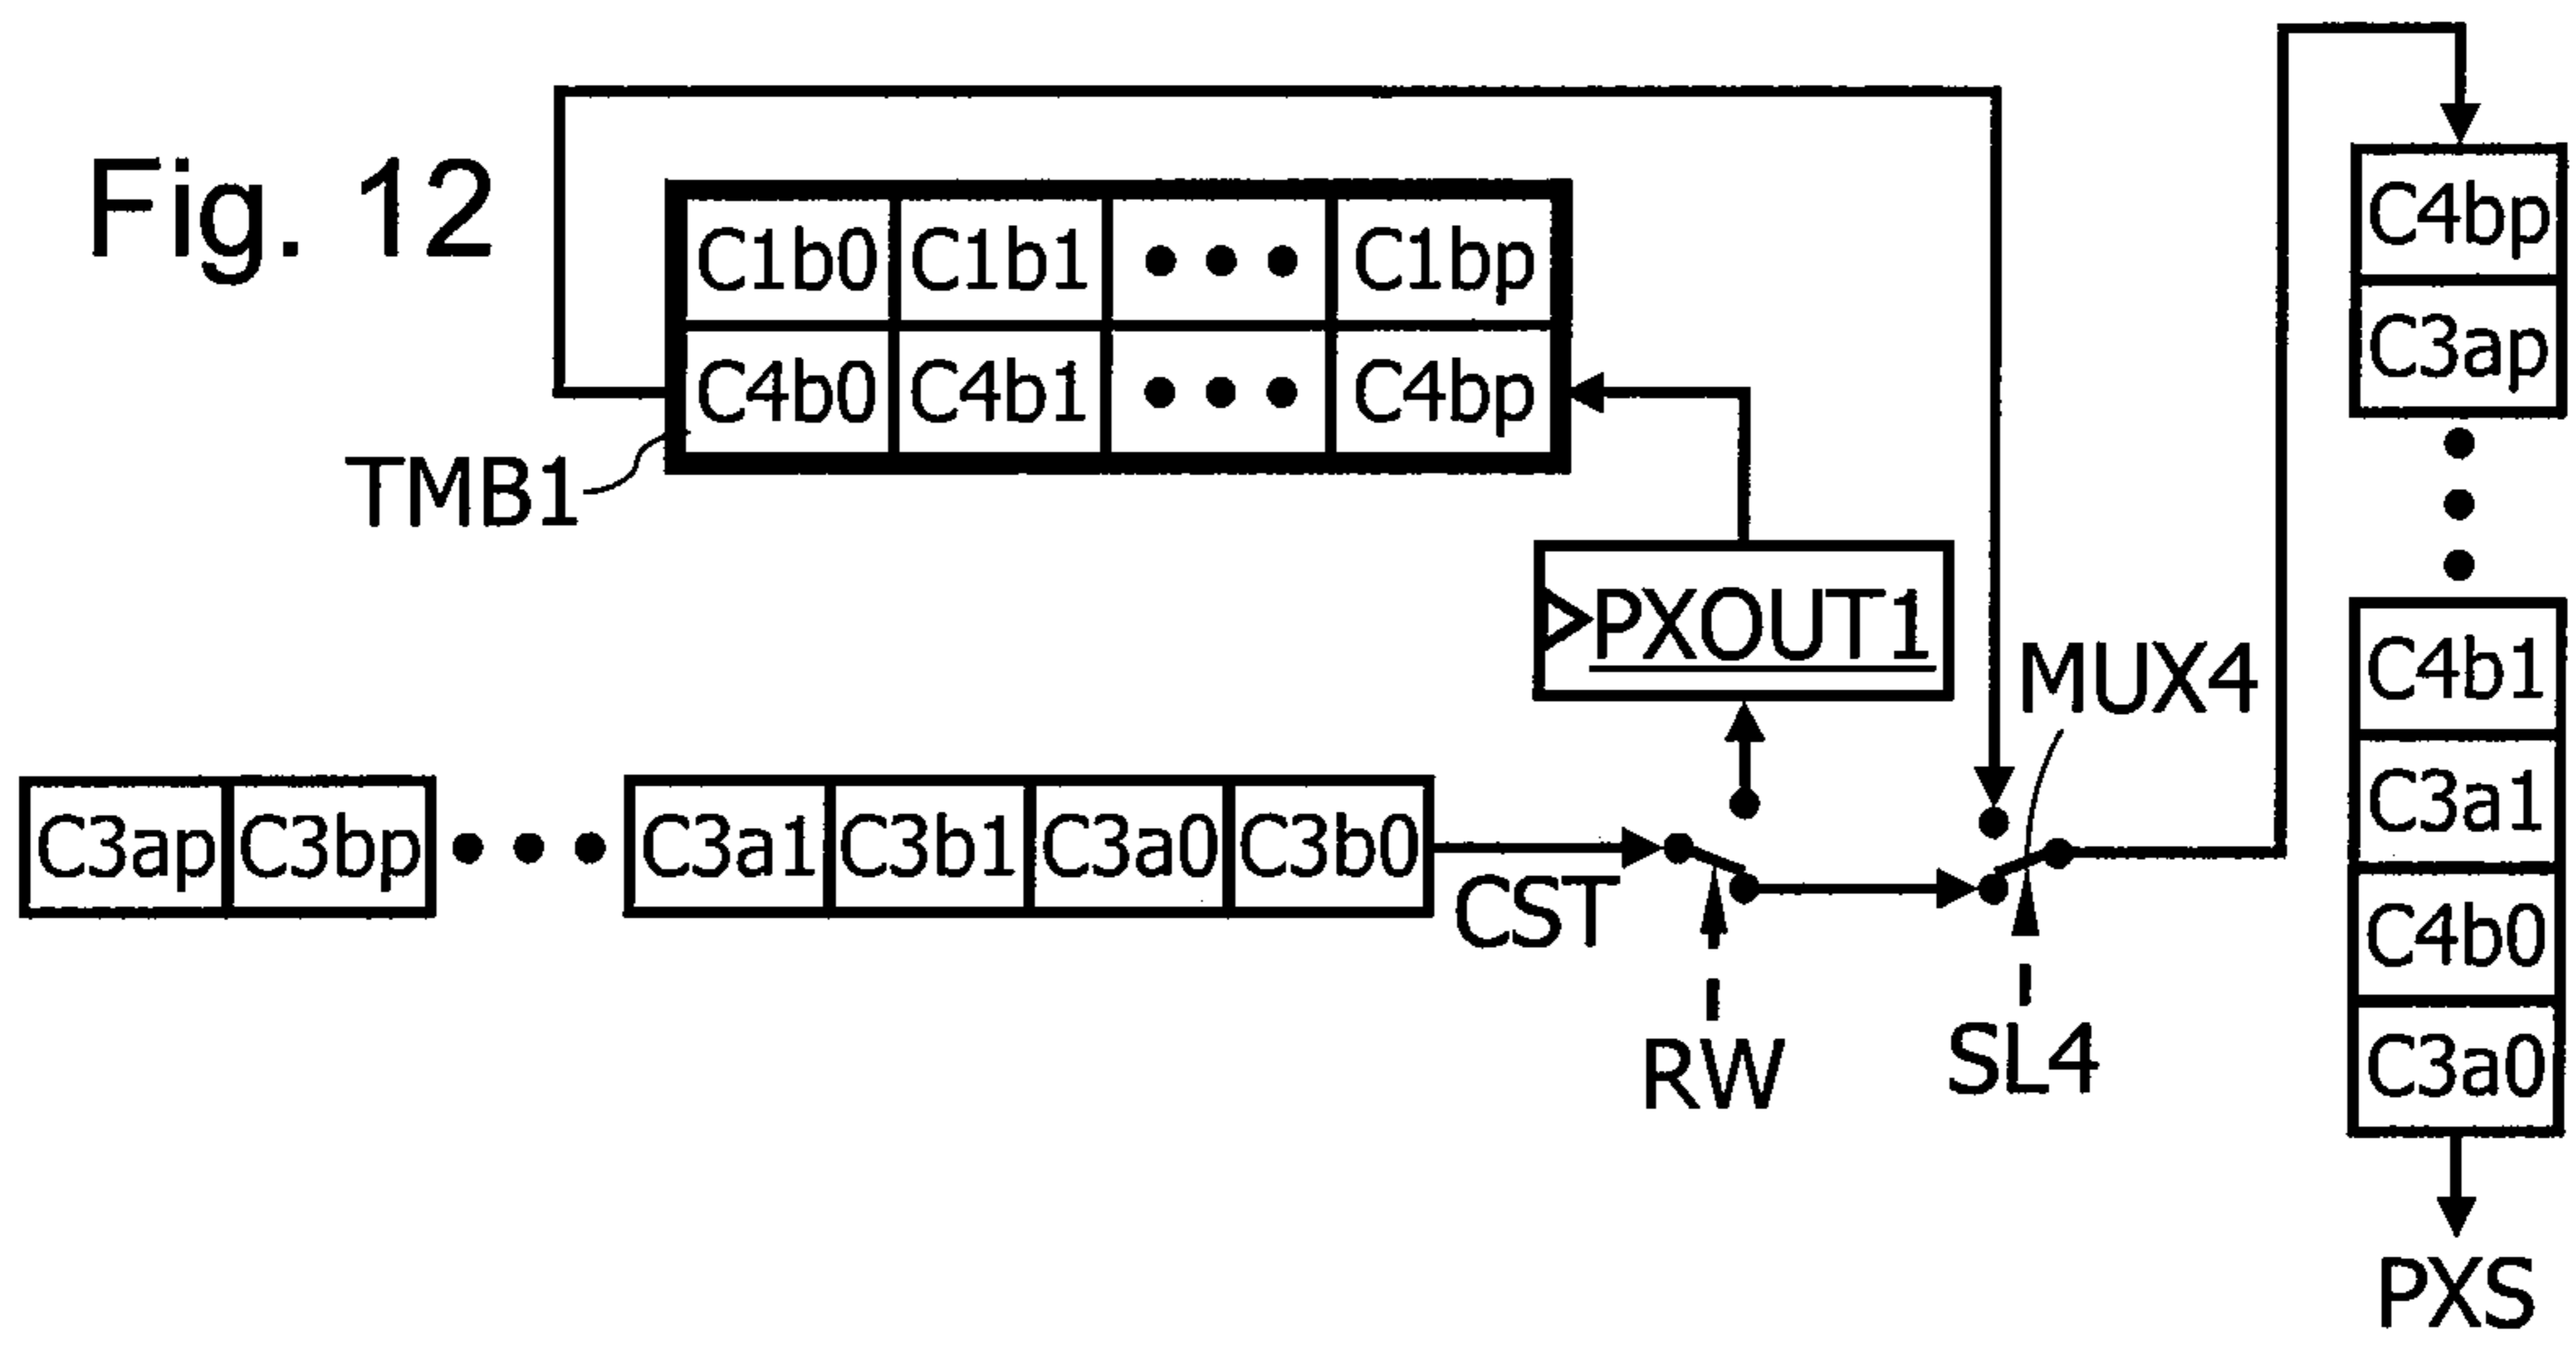 Fig. 12
C1b0 C1b1 ••• C1bp
C4b0 C4b1 ••• C4bp
TMB1
PXOUT1
MUX4
C3ap C3bp ••• C3a1 C3b1 C3a0 C3b0
CST
RW
SL4
C4bp
C3ap
C4b1
C3a1
C4b0
C3a0
PXS